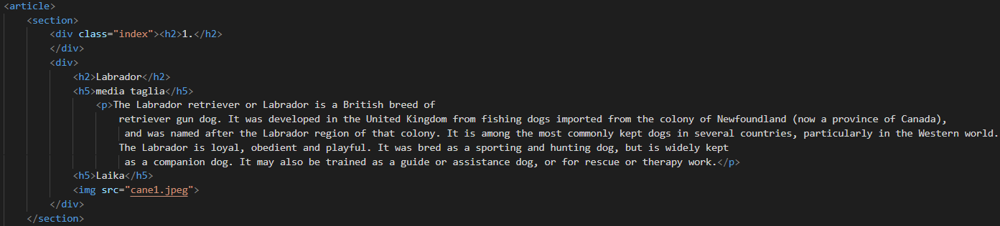 <article>
<section>
<div class="index"><h2>1.</h2>
</div>
<div>
<h2>Labrador</h2>
<h5>media taglia</h5>
<p>The Labrador retriever or Labrador is a British breed of
retriever gun dog. It was developed in the United Kingdom from fishing dogs imported from the colony of Newfoundland (now a province of Canada),
and was named after the Labrador region of that colony. It is among the most commonly kept dogs in several countries, particularly in the Western world.
The Labrador is loyal, obedient and playful. It was bred as a sporting and hunting dog, but is widely kept
as a companion dog. It may also be trained as a guide or assistance dog, or for rescue or therapy work.</p>
<h5>Laika</h5>
<img src="cane1.jpeg">
</div>
</section>